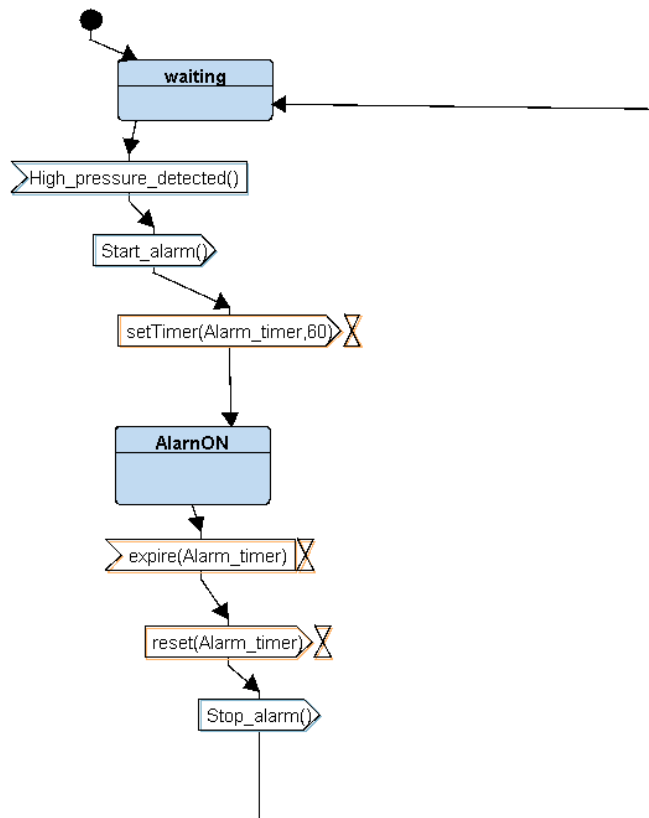 waiting
High_pressure_detected()
Start_alarm()
setTimer(Alarm_timer,60)
AlarnON
expire(Alarm_timer)
reset(Alarm_timer)
Stop_alarm()